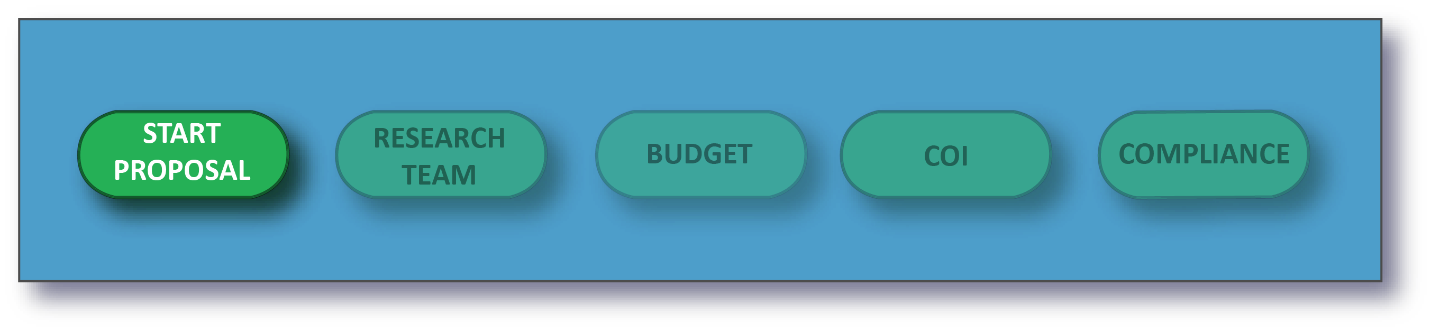 START
PROPOSAL
RESEARCH
TEAM
BUDGET
COI
COMPLIANCE